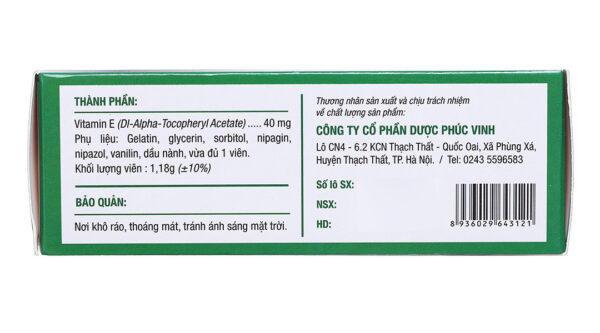 THÀNH PHẦN:
Vitamin E (Dl-Alpha-Tocopheryl Acetate) ..... 40 mg
Phụ liệu: Gelatin, glycerin, sorbitol, nipagin,
nipazol, vanilin, dầu nành, vừa đủ 1 viên.
Khối lượng viên : 1,18g (±10%)
BẢO QUẢN:
Nơi khô ráo, thoáng mát, tránh ánh sáng mặt trời.
Thương nhân sản xuất và chịu trách nhiệm
về chất lượng sản phẩm:
CÔNG TY CỔ PHẦN DƯỢC PHÚC VINH
Lô CN4 - 6.2 KCN Thạch Thất - Quốc Oai, Xã Phùng Xá,
Huyện Thạch Thất, TP. Hà Nội. / Tel: 0243 5596583
Số lô SX:
NSX:
HD:
8 936029 643121